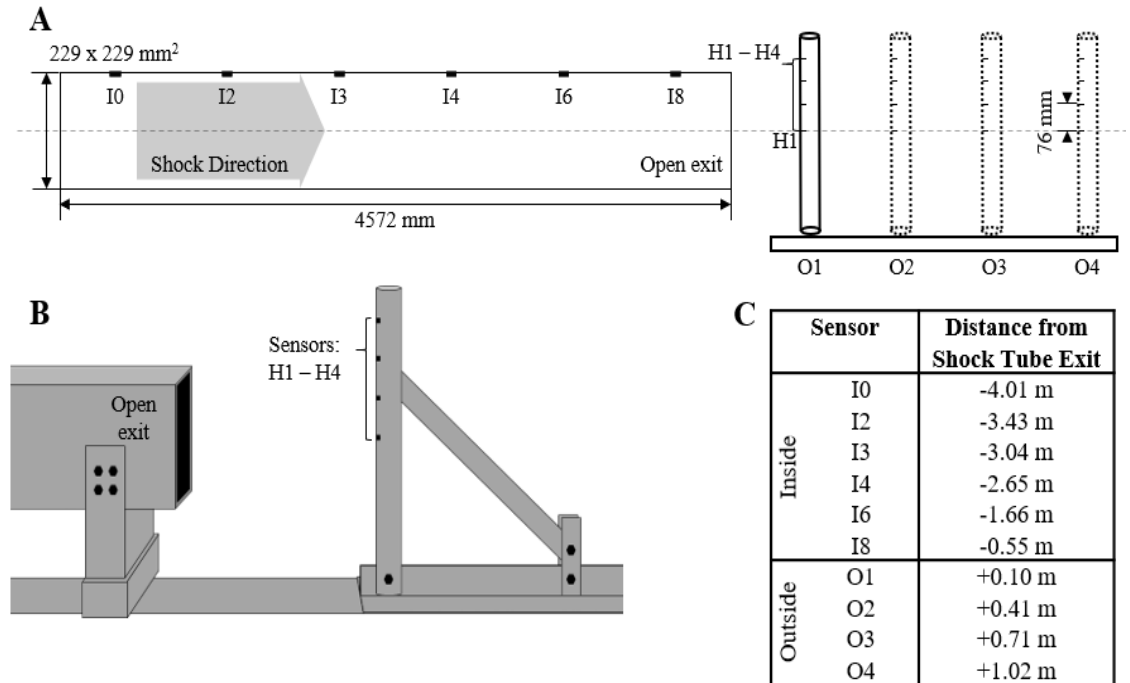 A
229 x 229 mm²
I0 I2 I3 I4 I6 I8
Shock Direction
Open exit
4572 mm
H1 – H4
H1
76 mm
O1 O2 O3 O4
B
Open
exit
Sensors:
H1 – H4
C
Sensor Distance from
Shock Tube Exit
Inside
I0 -4.01 m
I2 -3.43 m
I3 -3.04 m
I4 -2.65 m
I6 -1.66 m
I8 -0.55 m
Outside
O1 +0.10 m
O2 +0.41 m
O3 +0.71 m
O4 +1.02 m